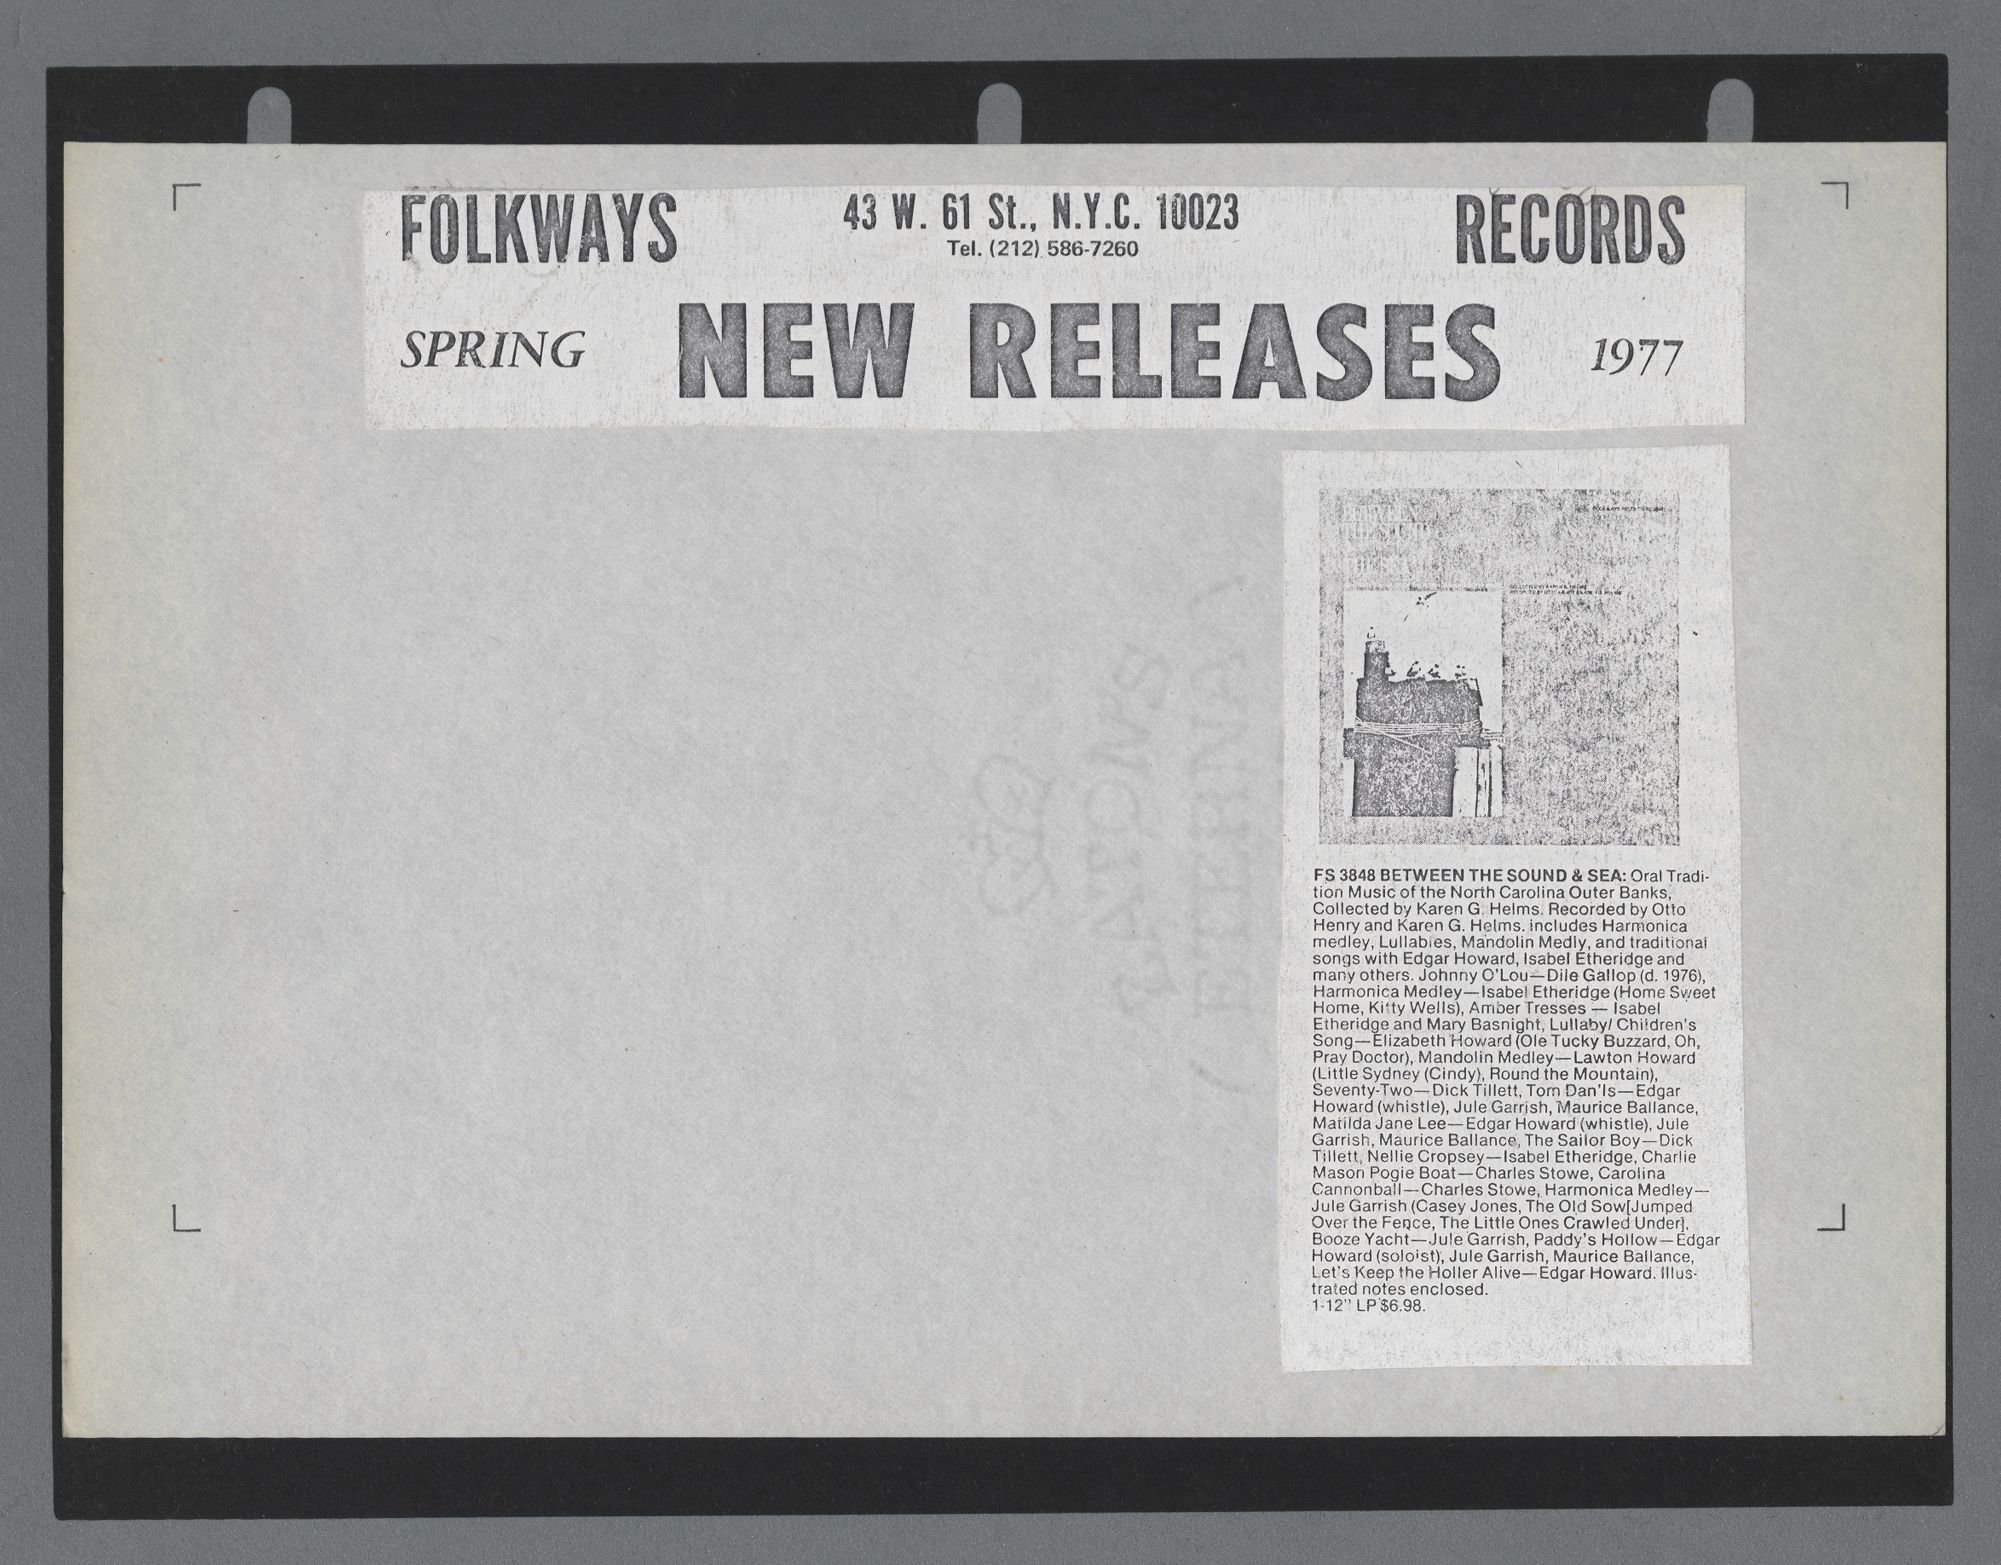 FOLKWAYS 43 W. 61 St., N.Y.C. 10023 RECORDS
Tel. (212) 586-7260
SPRING NEW RELEASES 1977
FS 3848 BETWEEN THE SOUND & SEA: Oral Tradi-
tion Music of the North Carolina Outer Banks,
Collected by Karen G. Helms. Recorded by Otto
Henry and Karen G. Helms. includes Harmonica
medley, Lullabies, Mandolin Medly, and traditional
songs with Edgar Howard, Isabel Etheridge and
many others. Johnny O'Lou—Dile Gallop (d. 1976),
Harmonica Medley—Isabel Etheridge (Home Sweet
Home, Kitty Wells), Amber Tresses — Isabel
Etheridge and Mary Basnight, Lullaby/ Children's
Song—Elizabeth Howard (Ole Tucky Buzzard, Oh,
Pray Doctor), Mandolin Medley—Lawton Howard
(Little Sydney (Cindy), Round the Mountain),
Seventy-Two—Dick Tillett, Tom Dan'ls—Edgar
Howard (whistle), Jule Garrish, Maurice Ballance,
Matilda Jane Lee—Edgar Howard (whistle), Jule
Garrish, Maurice Ballance, The Sailor Boy—Dick
Tillett, Nellie Cropsey—Isabel Etheridge, Charlie
Mason Pogie Boat—Charles Stowe, Carolina
Cannonball—Charles Stowe, Harmonica Medley—
Jule Garrish (Casey Jones, The Old Sow[Jumped
Over the Fence, The Little Ones Crawled Under],
Booze Yacht—Jule Garrish, Paddy's Hollow—Edgar
Howard (soloist), Jule Garrish, Maurice Ballance,
Let's Keep the Holler Alive—Edgar Howard. Illus-
trated notes enclosed.
1-12" LP $6.98.